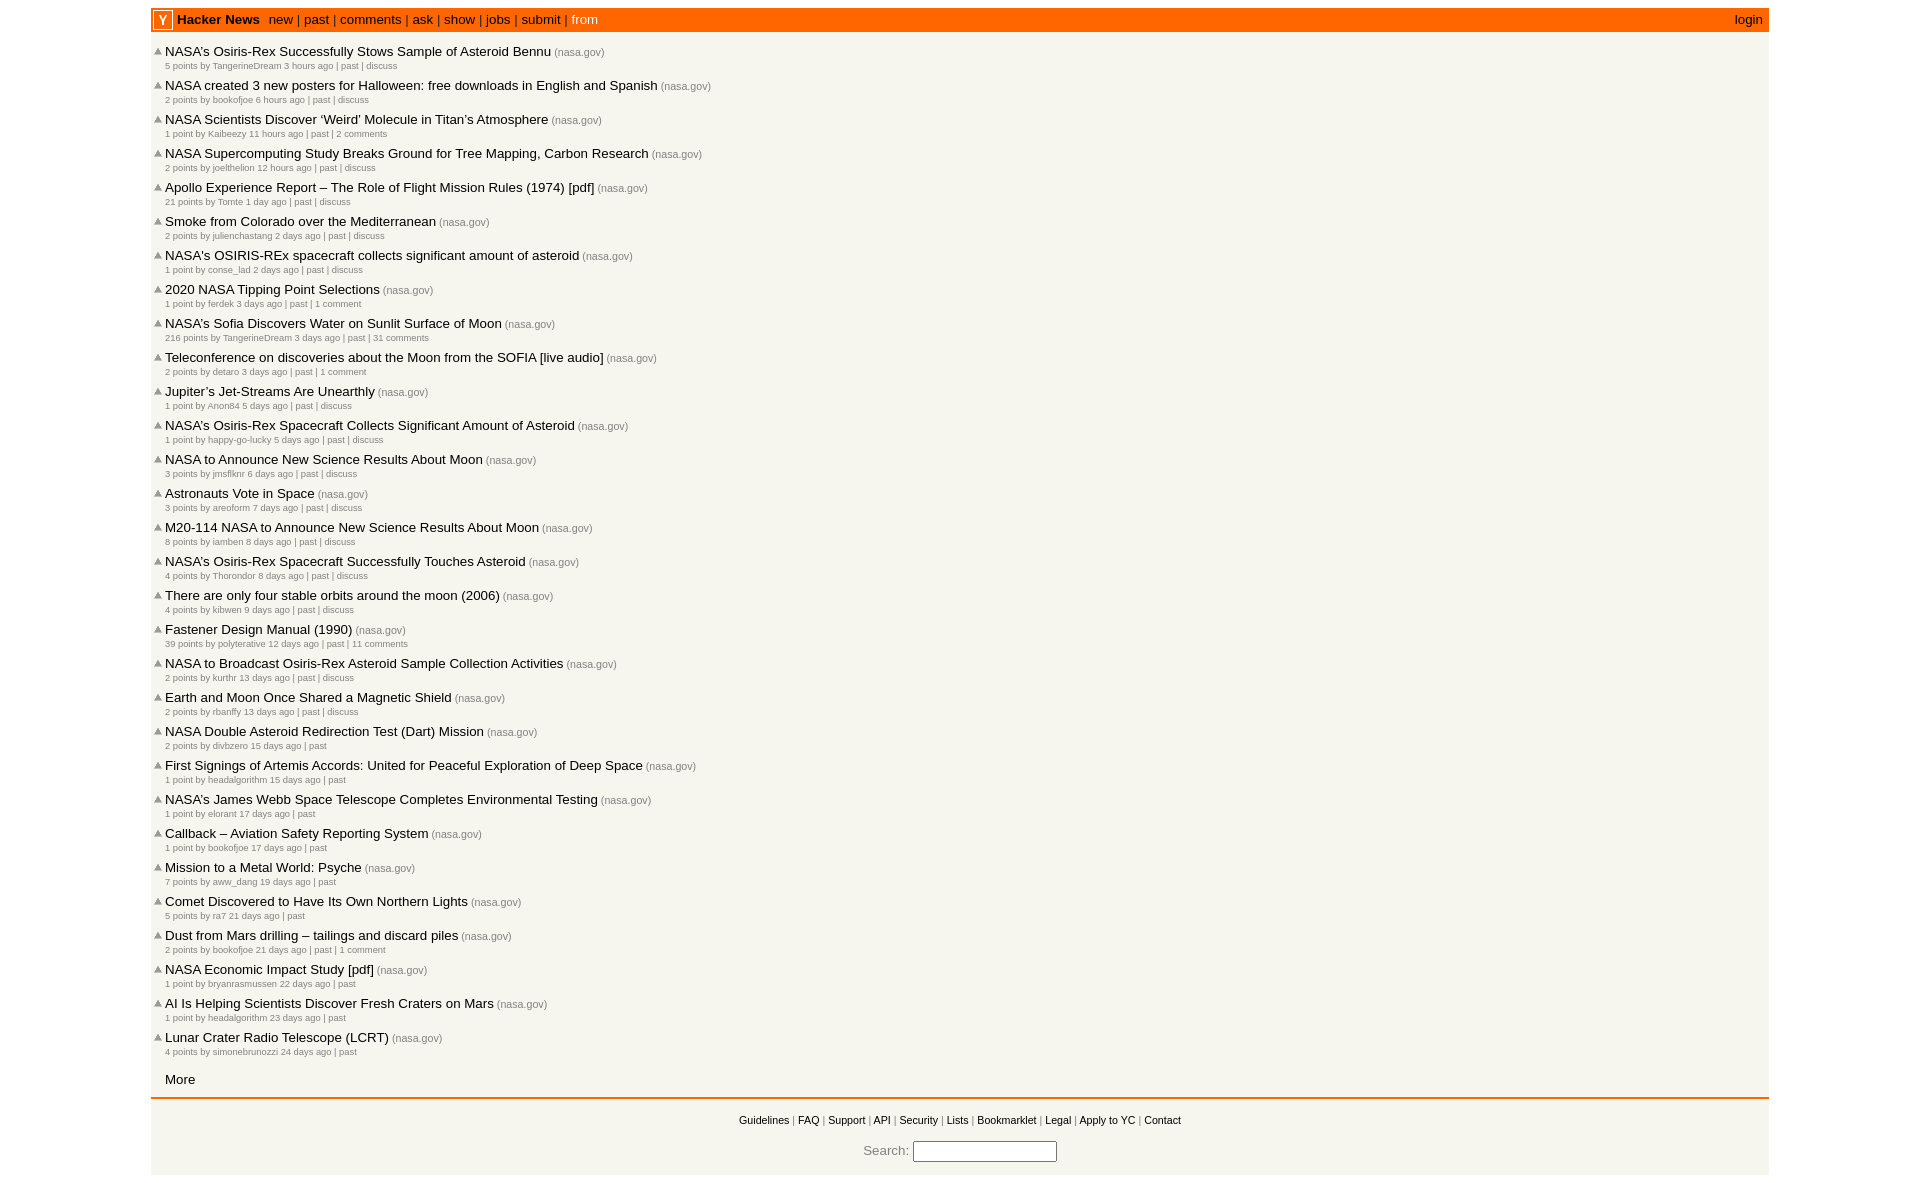 Y Hacker News new | past | comments | ask | show | jobs | submit | from login
NASA's Osiris-Rex Successfully Stows Sample of Asteroid Bennu (nasa.gov)
5 points by TangerineDream 3 hours ago | past | discuss
NASA created 3 new posters for Halloween: free downloads in English and Spanish (nasa.gov)
2 points by bookofjoe 6 hours ago | past | discuss
NASA Scientists Discover ‘Weird’ Molecule in Titan’s Atmosphere (nasa.gov)
1 point by Kaibeezy 11 hours ago | past | 2 comments
NASA Supercomputing Study Breaks Ground for Tree Mapping, Carbon Research (nasa.gov)
2 points by joelthelion 12 hours ago | past | discuss
Apollo Experience Report – The Role of Flight Mission Rules (1974) [pdf] (nasa.gov)
21 points by Tomte 1 day ago | past | discuss
Smoke from Colorado over the Mediterranean (nasa.gov)
2 points by julienchastang 2 days ago | past | discuss
NASA's OSIRIS-REx spacecraft collects significant amount of asteroid (nasa.gov)
1 point by conse_lad 2 days ago | past | discuss
2020 NASA Tipping Point Selections (nasa.gov)
1 point by ferdek 3 days ago | past | 1 comment
NASA’s Sofia Discovers Water on Sunlit Surface of Moon (nasa.gov)
216 points by TangerineDream 3 days ago | past | 31 comments
Teleconference on discoveries about the Moon from the SOFIA [live audio] (nasa.gov)
2 points by detaro 3 days ago | past | 1 comment
Jupiter’s Jet-Streams Are Unearthly (nasa.gov)
1 point by Anon84 5 days ago | past | discuss
NASA’s Osiris-Rex Spacecraft Collects Significant Amount of Asteroid (nasa.gov)
1 point by happy-go-lucky 5 days ago | past | discuss
NASA to Announce New Science Results About Moon (nasa.gov)
3 points by jmsflknr 6 days ago | past | discuss
Astronauts Vote in Space (nasa.gov)
3 points by areoform 7 days ago | past | discuss
M20-114 NASA to Announce New Science Results About Moon (nasa.gov)
8 points by iamben 8 days ago | past | discuss
NASA’s Osiris-Rex Spacecraft Successfully Touches Asteroid (nasa.gov)
4 points by Thorondor 8 days ago | past | discuss
There are only four stable orbits around the moon (2006) (nasa.gov)
4 points by kibwen 9 days ago | past | discuss
Fastener Design Manual (1990) (nasa.gov)
39 points by polyterative 12 days ago | past | 11 comments
NASA to Broadcast Osiris-Rex Asteroid Sample Collection Activities (nasa.gov)
2 points by kurthr 13 days ago | past | discuss
Earth and Moon Once Shared a Magnetic Shield (nasa.gov)
2 points by rbanffy 13 days ago | past | discuss
NASA Double Asteroid Redirection Test (Dart) Mission (nasa.gov)
2 points by divbzero 15 days ago | past
First Signings of Artemis Accords: United for Peaceful Exploration of Deep Space (nasa.gov)
1 point by headalgorithm 15 days ago | past
NASA’s James Webb Space Telescope Completes Environmental Testing (nasa.gov)
1 point by elorant 17 days ago | past
Callback – Aviation Safety Reporting System (nasa.gov)
1 point by bookofjoe 17 days ago | past
Mission to a Metal World: Psyche (nasa.gov)
7 points by aww_dang 19 days ago | past
Comet Discovered to Have Its Own Northern Lights (nasa.gov)
5 points by ra7 21 days ago | past
Dust from Mars drilling – tailings and discard piles (nasa.gov)
2 points by bookofjoe 21 days ago | past | 1 comment
NASA Economic Impact Study [pdf] (nasa.gov)
1 point by bryanrasmussen 22 days ago | past
AI Is Helping Scientists Discover Fresh Craters on Mars (nasa.gov)
1 point by headalgorithm 23 days ago | past
Lunar Crater Radio Telescope (LCRT) (nasa.gov)
4 points by simonebrunozzi 24 days ago | past
More
Guidelines | FAQ | Support | API | Security | Lists | Bookmarklet | Legal | Apply to YC | Contact
Search: